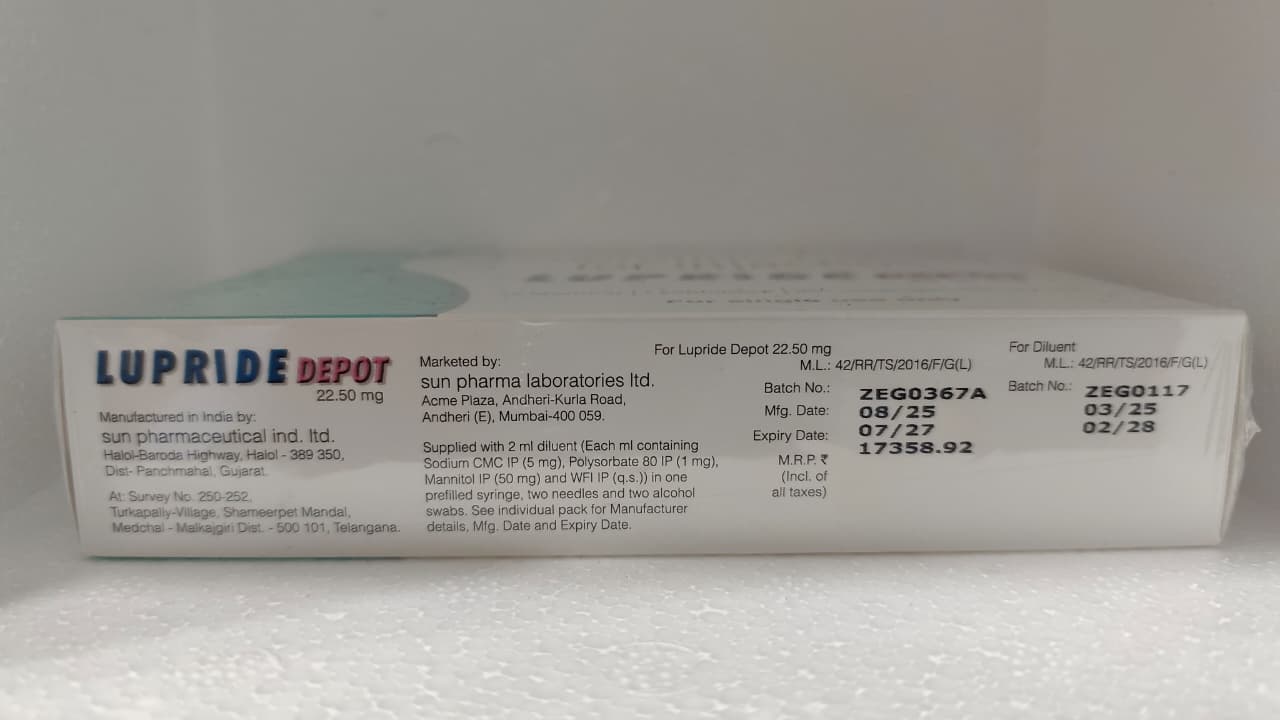 LUPRIDE DEPOT
For single use only
LUPRIDE DEPOT
22.50 mg
Manufactured in India by:
sun pharmaceutical ind. ltd.
Halol-Baroda Highway, Halol - 389 350,
Dist- Panchmahal, Gujarat.
At: Survey No. 250-252,
Turkapally-Village, Shameerpet Mandal,
Medchal - Malkajgiri Dist. - 500 101, Telangana.
Marketed by:
sun pharma laboratories ltd.
Acme Plaza, Andheri-Kurla Road,
Andheri (E), Mumbai-400 059.
Supplied with 2 ml diluent (Each ml containing
Sodium CMC IP (5 mg), Polysorbate 80 IP (1 mg),
Mannitol IP (50 mg) and WFI IP (q.s.)) in one
prefilled syringe, two needles and two alcohol
swabs. See individual pack for Manufacturer
details, Mfg. Date and Expiry Date.
For Lupride Depot 22.50 mg
M.L.: 42/RR/TS/2016/F/G(L)
Batch No.: ZEG0367A
Mfg. Date: 08/25
Expiry Date: 07/27
M.R.P. ₹ 17358.92
(Incl. of
all taxes)
For Diluent
M.L.: 42/RR/TS/2016/F/G(L)
Batch No.: ZEG0117
03/25
02/28